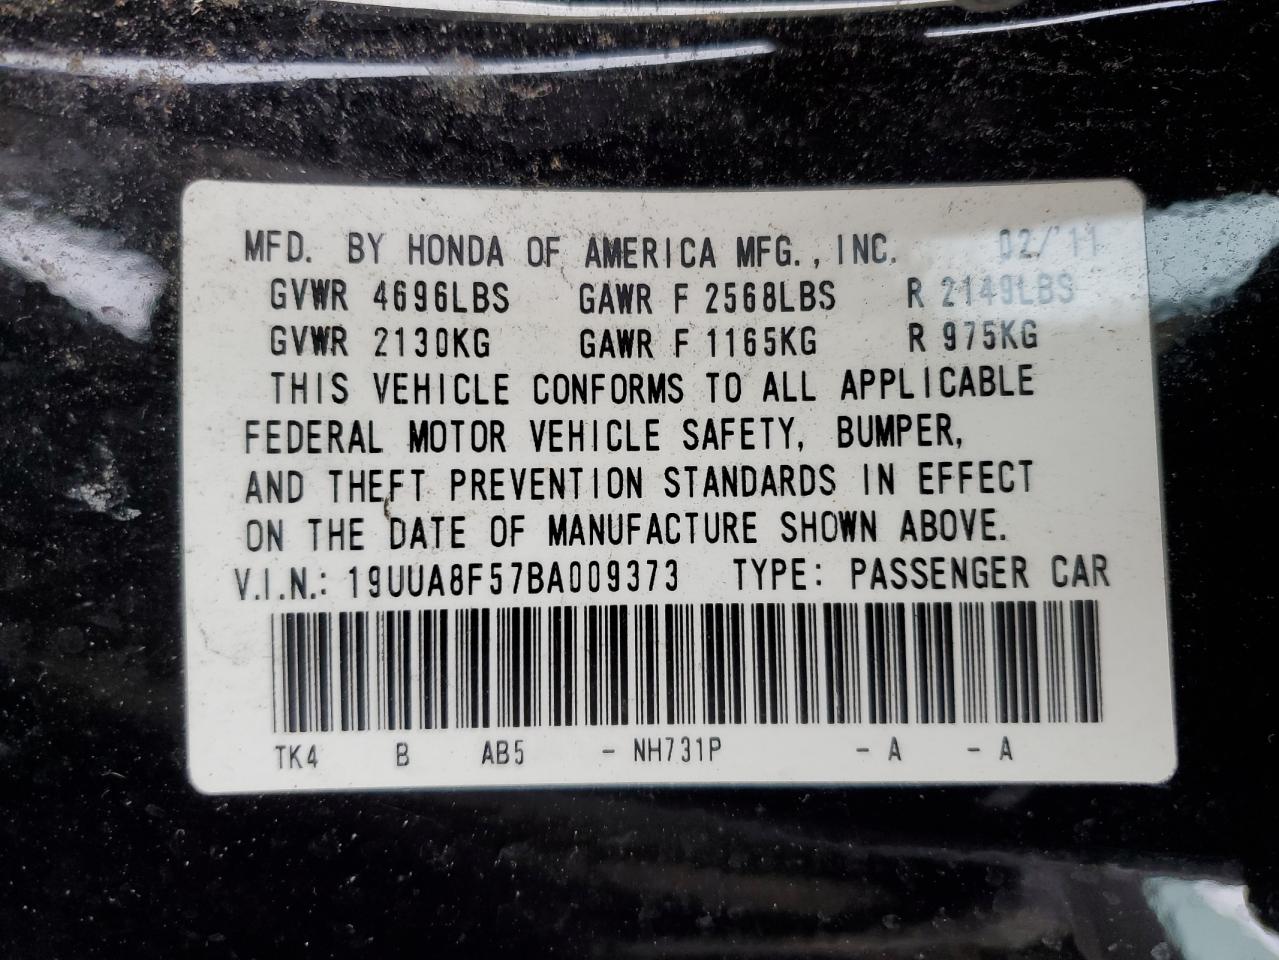 MFD. BY HONDA OF AMERICA MFG., INC. 02/'11
GVWR 4696LBS GAWR F 2568LBS R 2149LBS
GVWR 2130KG GAWR F 1165KG R 975KG
THIS VEHICLE CONFORMS TO ALL APPLICABLE
FEDERAL MOTOR VEHICLE SAFETY, BUMPER,
AND THEFT PREVENTION STANDARDS IN EFFECT
ON THE DATE OF MANUFACTURE SHOWN ABOVE.
V.I.N.: 19UUA8F57BA009373 TYPE: PASSENGER CAR
TK4 B AB5 - NH731P - A - A